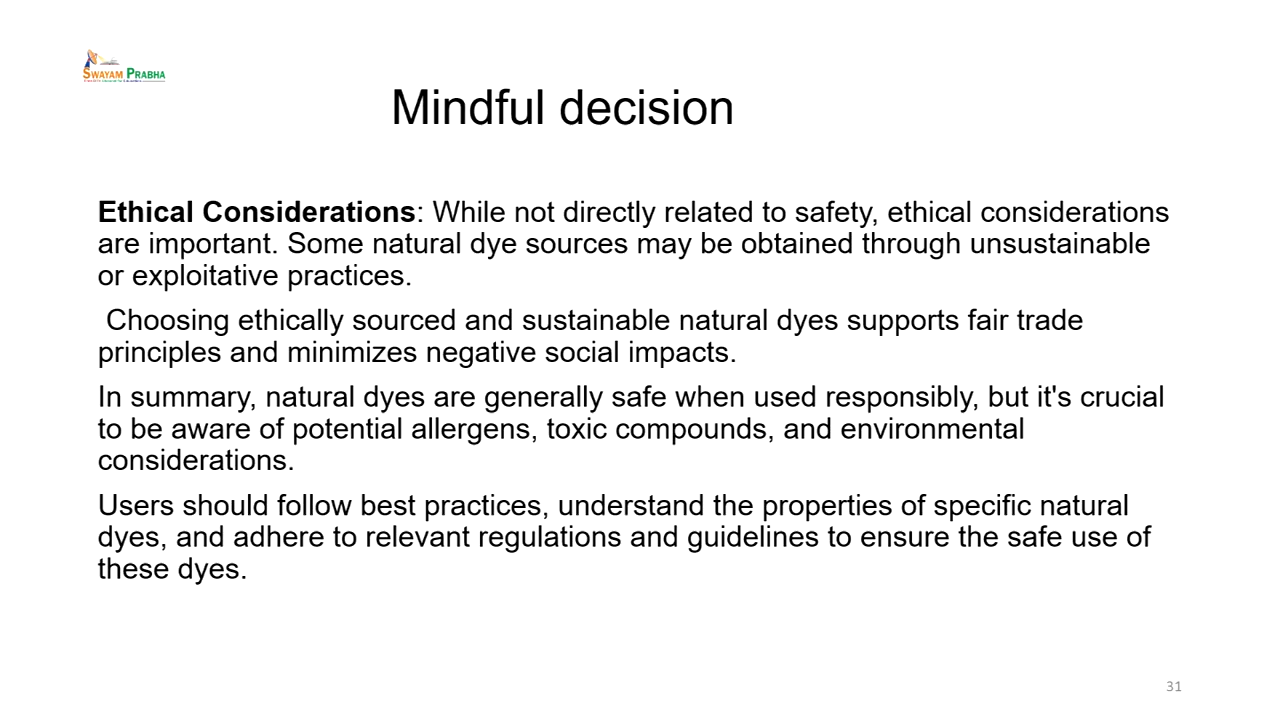 SWAYAM PRABHA
Mindful decision
Ethical Considerations: While not directly related to safety, ethical considerations
are important. Some natural dye sources may be obtained through unsustainable
or exploitative practices.
Choosing ethically sourced and sustainable natural dyes supports fair trade
principles and minimizes negative social impacts.
In summary, natural dyes are generally safe when used responsibly, but it's crucial
to be aware of potential allergens, toxic compounds, and environmental
considerations.
Users should follow best practices, understand the properties of specific natural
dyes, and adhere to relevant regulations and guidelines to ensure the safe use of
these dyes.
31